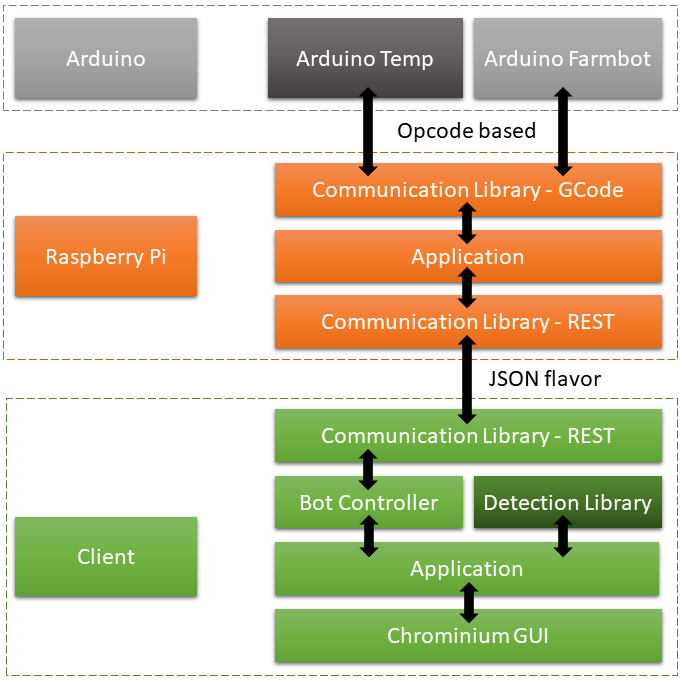 Arduino
Arduino Temp
Arduino Farmbot
Opcode based
Communication Library - GCode
Raspberry Pi
Application
Communication Library - REST
JSON flavor
Communication Library - REST
Bot Controller
Detection Library
Client
Application
Chrominium GUI